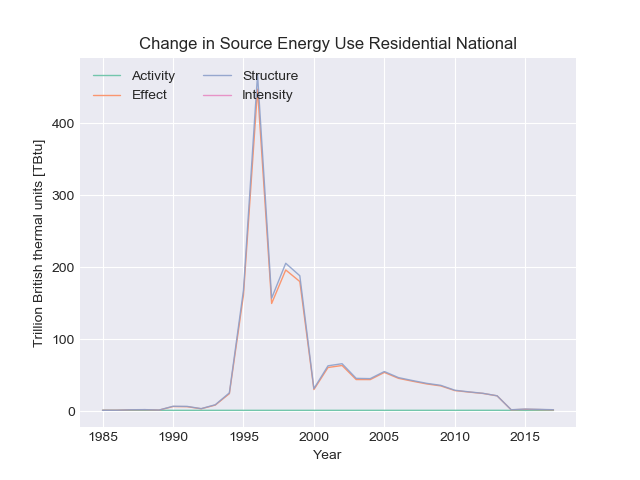 Change in Source Energy Use Residential National
Activity
Effect
Structure
Intensity
Trillion British thermal units [TBtu]
400
300
200
100
0
1985 1990 1995 2000 2005 2010 2015
Year